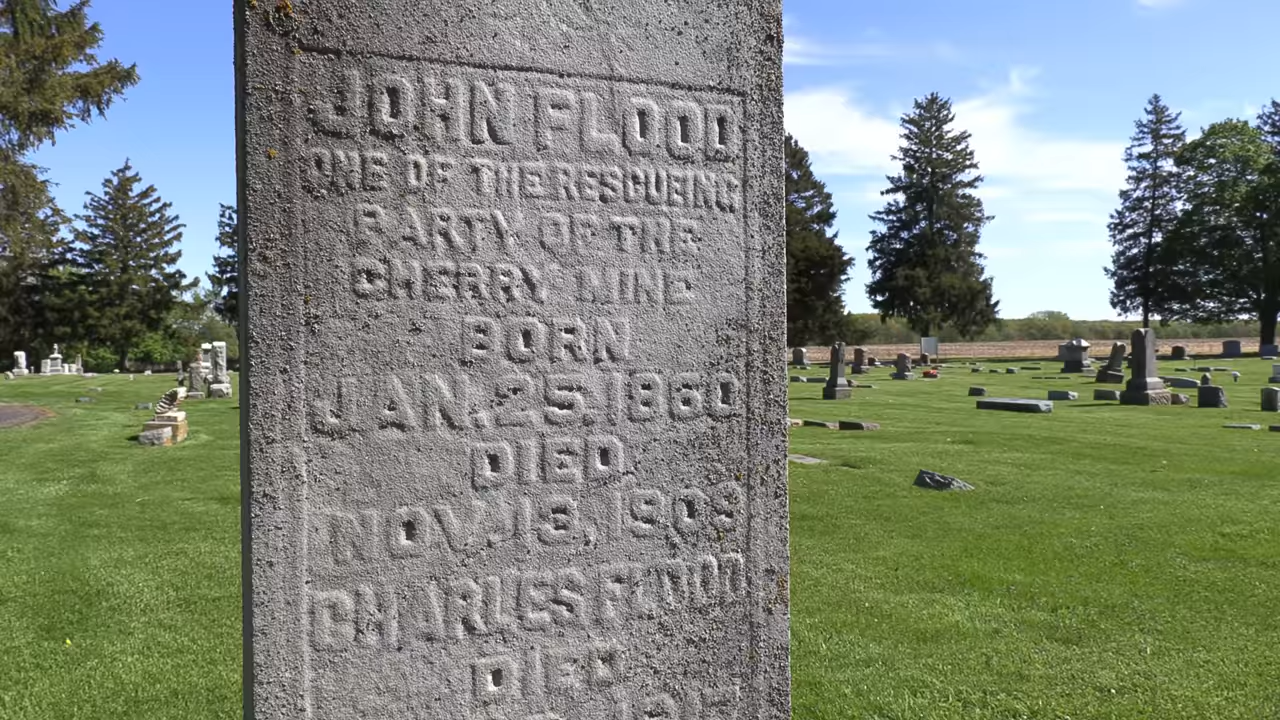 JOHN FLOOD
ONE OF THE RESCUEING
PARTY OF THE
CHERRY MINE
BORN
JAN. 25, 1860
DIED
NOV. 13, 1909
CHARLES FLOOD
DIED